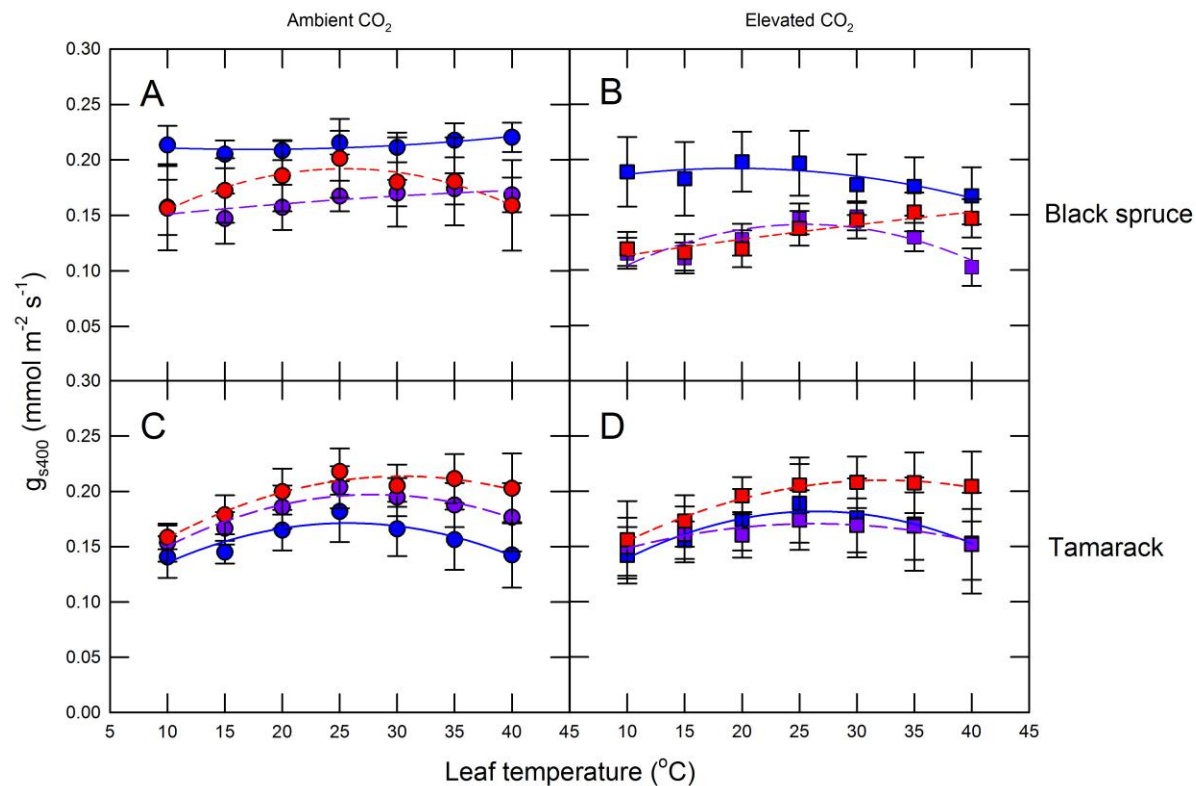 Ambient CO₂ Elevated CO₂
0.30
A B
0.25
0.20
0.15 Black spruce
0.10
0.05
0.30
C D
0.25
0.20
0.15 Tamarack
0.10
0.05
0.00
5 10 15 20 25 30 35 40 45 10 15 20 25 30 35 40 45
gs400 (mmol m⁻² s⁻¹)
Leaf temperature (°C)